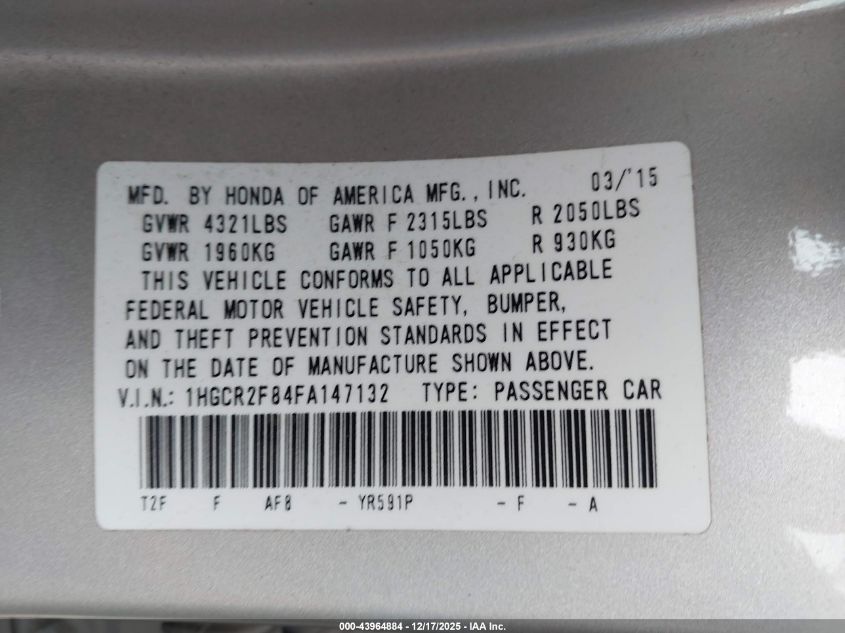 MFD. BY HONDA OF AMERICA MFG., INC. 03/'15
GVWR 4321LBS GAWR F 2315LBS R 2050LBS
GVWR 1960KG GAWR F 1050KG R 930KG
THIS VEHICLE CONFORMS TO ALL APPLICABLE
FEDERAL MOTOR VEHICLE SAFETY, BUMPER,
AND THEFT PREVENTION STANDARDS IN EFFECT
ON THE DATE OF MANUFACTURE SHOWN ABOVE.
V.I.N.: 1HGCR2F84FA147132 TYPE: PASSENGER CAR
T2F F AF8 - YR591P - F - A
000-43964884 - 12/17/2025 - IAA Inc.